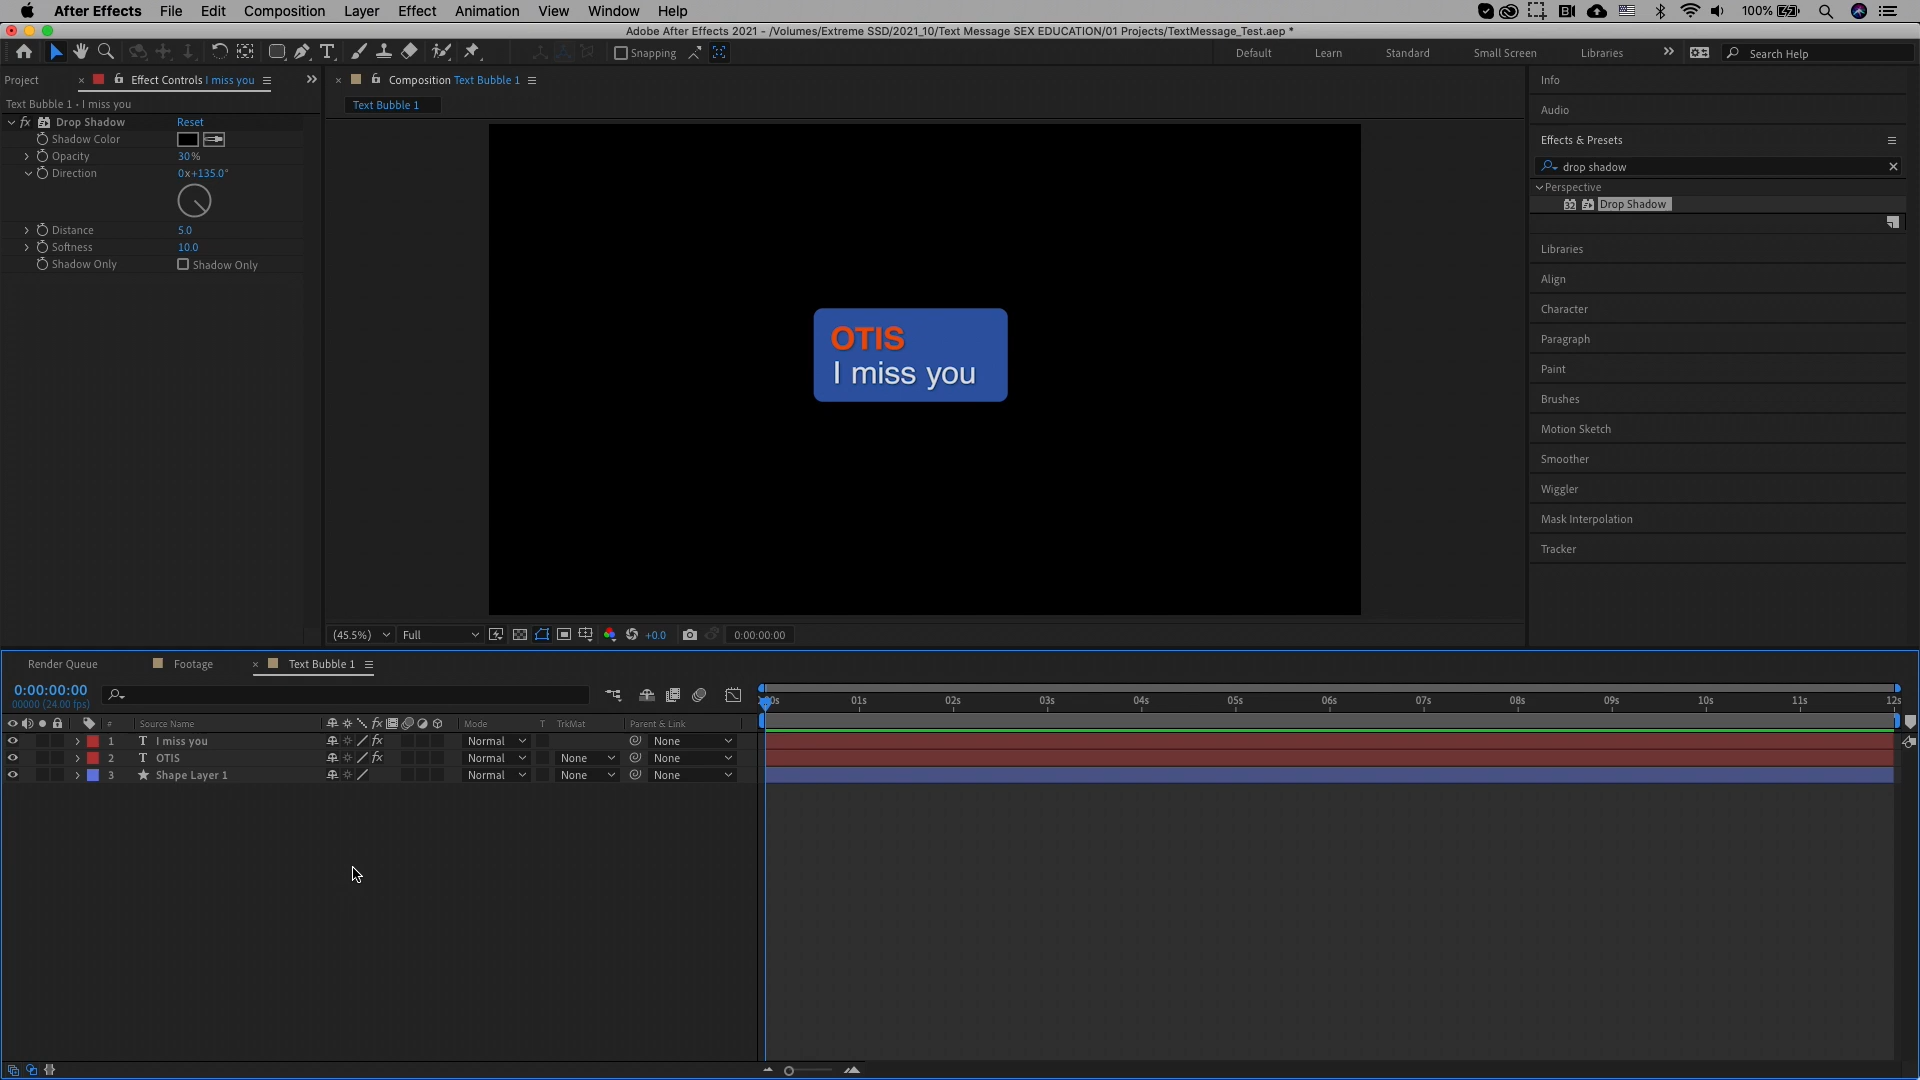 After Effects File Edit Composition Layer Effect Animation View Window Help 100%
Adobe After Effects 2021 - /Volumes/Extreme SSD/2021_10/Text Message SEX EDUCATION/01 Projects/TextMessage_Test.aep *
Snapping Default Learn Standard Small Screen Libraries Search Help
Project Effect Controls I miss you
Text Bubble 1 • I miss you
fx Drop Shadow Reset
Shadow Color
Opacity 30%
Direction 0x+135.0°
Distance 5.0
Softness 10.0
Shadow Only Shadow Only
Composition Text Bubble 1
Text Bubble 1
OTIS
I miss you
(45.5%) Full +0.0 0:00:00:00
Info
Audio
Effects & Presets
drop shadow
Perspective
32 Drop Shadow
Libraries
Align
Character
Paragraph
Paint
Brushes
Motion Sketch
Smoother
Wiggler
Mask Interpolation
Tracker
Render Queue Footage Text Bubble 1
0:00:00:00
00000 (24.00 fps)
01s 02s 03s 04s 05s 06s 07s 08s 09s 10s 11s 12s
# Source Name fx Mode T TrkMat Parent & Link
1 T I miss you fx Normal None
2 T OTIS fx Normal None None
3 Shape Layer 1 Normal None None